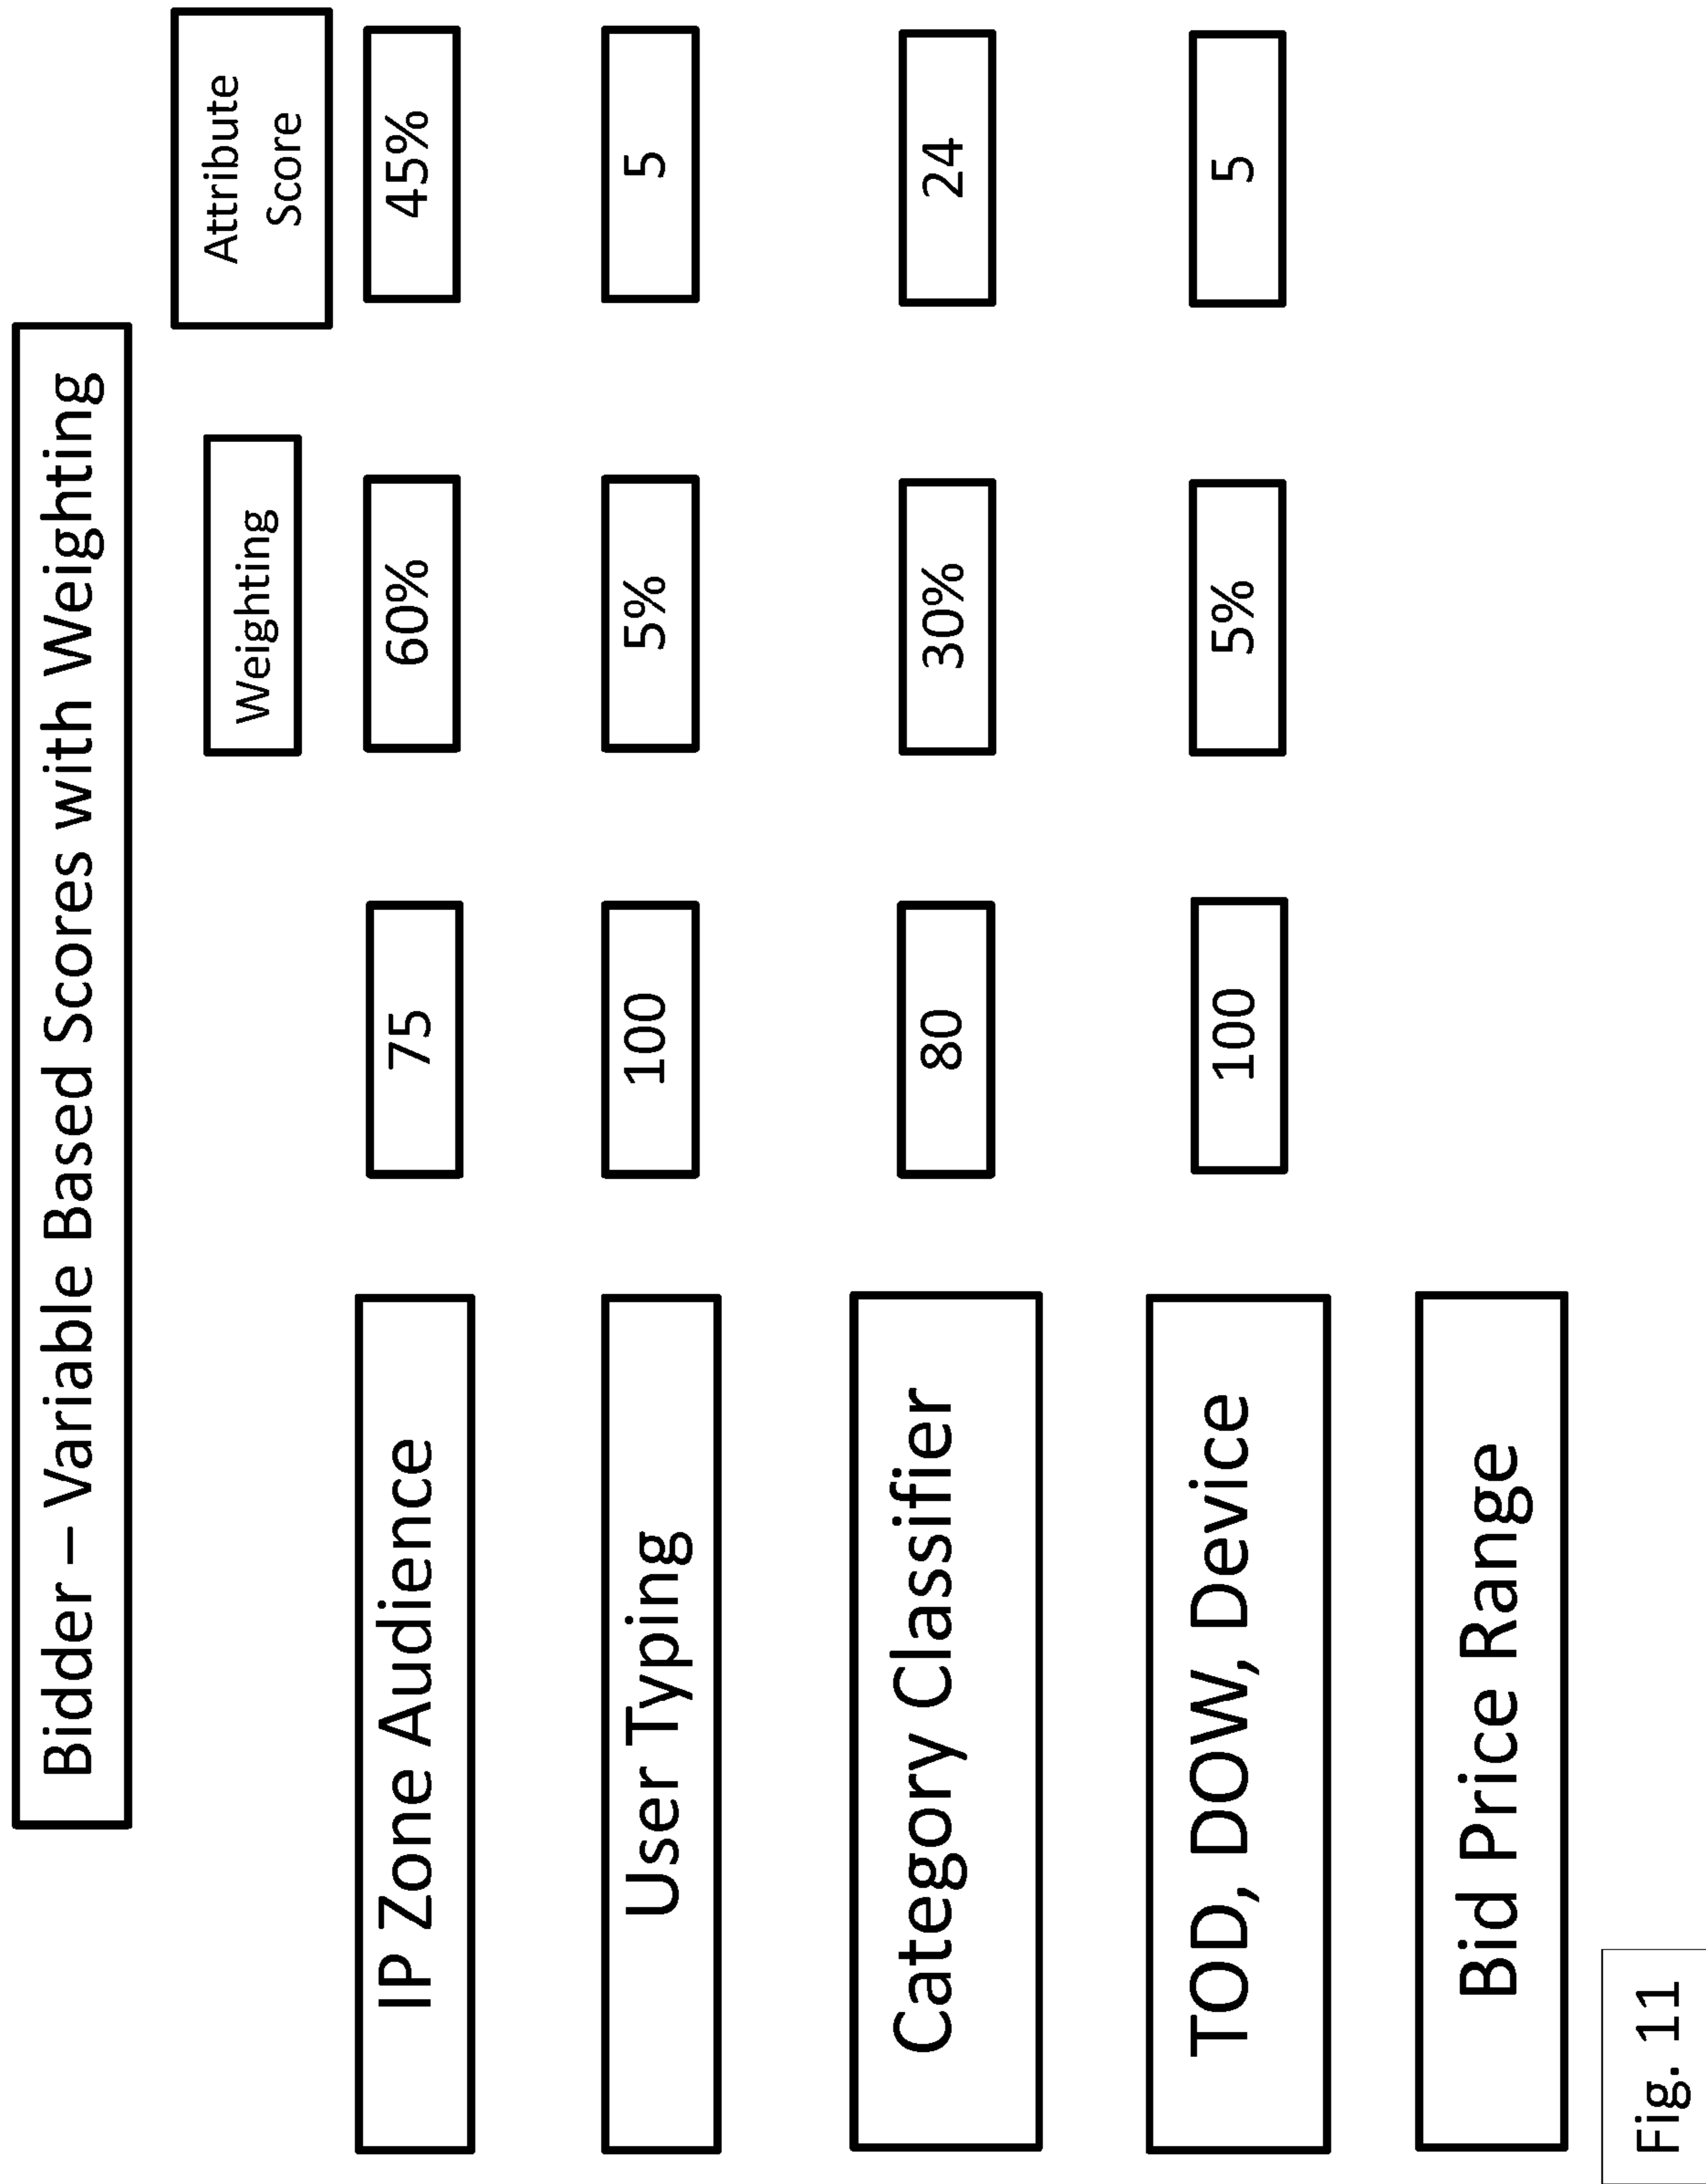 Bidder – Variable Based Scores with Weighting
Weighting
Attribute
Score
IP Zone Audience
75
60%
45%
User Typing
100
5%
5
Category Classifier
80
30%
24
TOD, DOW, Device
100
5%
5
Bid Price Range
Fig. 11